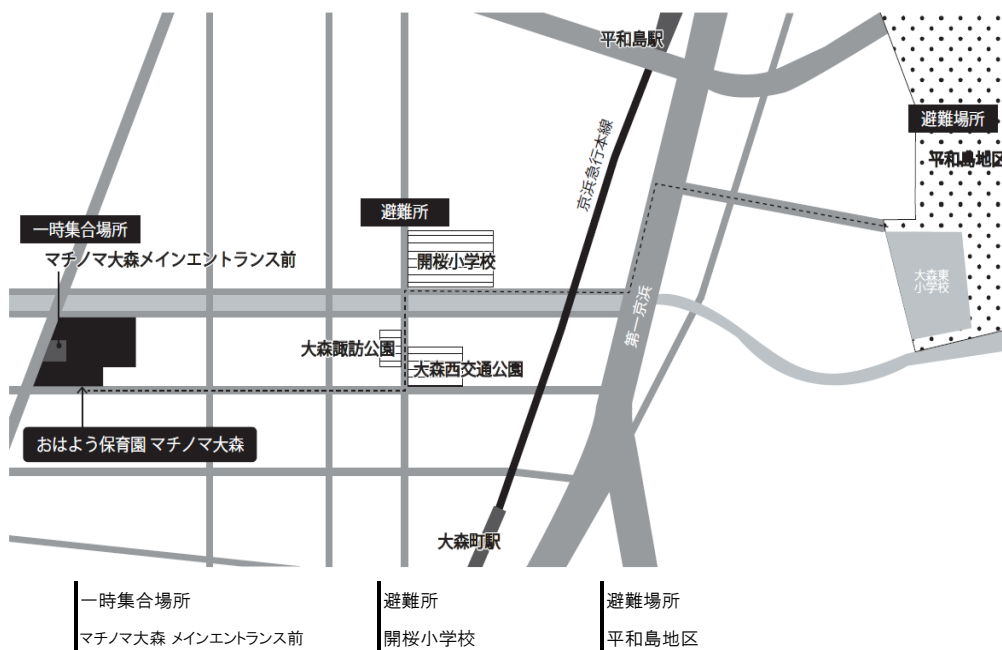 平和島駅
避難場所
平和島地区
京浜急行本線
避難所
一時集合場所
マチノマ大森メインエントランス前
開桜小学校
大森東
小学校
第一京浜
大森諏訪公園
大森西交通公園
おはよう保育園 マチノマ大森
大森町駅
一時集合場所
マチノマ大森 メインエントランス前
避難所
開桜小学校
避難場所
平和島地区